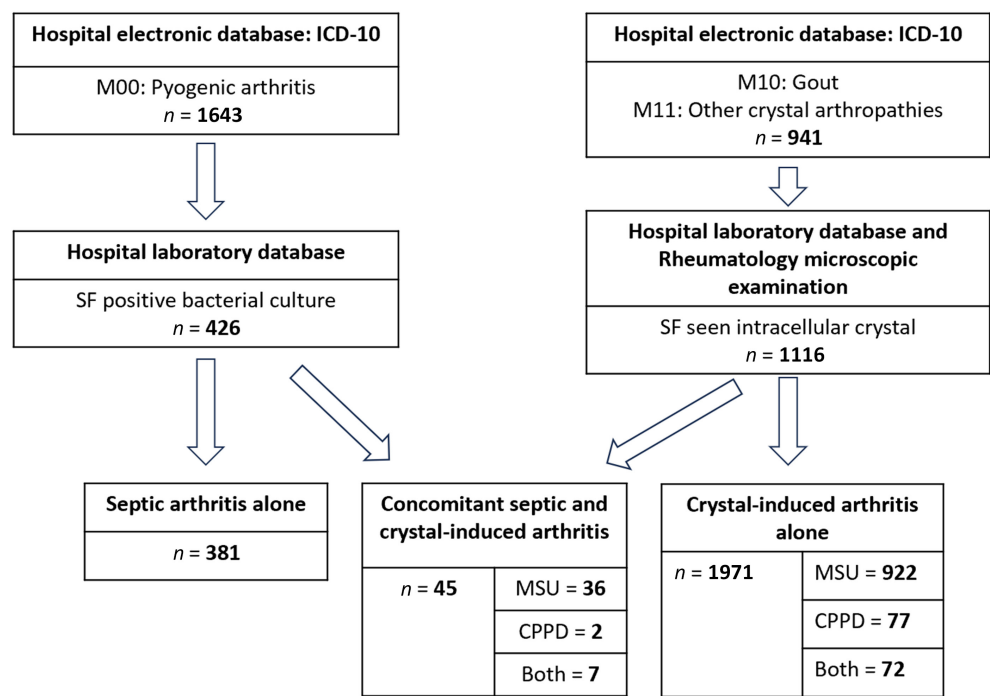 Hospital electronic database: ICD-10
M00: Pyogenic arthritis
n = 1643
Hospital electronic database: ICD-10
M10: Gout
M11: Other crystal arthropathies
n = 941
Hospital laboratory database
SF positive bacterial culture
n = 426
Hospital laboratory database and
Rheumatology microscopic
examination
SF seen intracellular crystal
n = 1116
Septic arthritis alone
n = 381
Concomitant septic and
crystal-induced arthritis
n = 45
MSU = 36
CPPD = 2
Both = 7
Crystal-induced arthritis
alone
n = 1971
MSU = 922
CPPD = 77
Both = 72